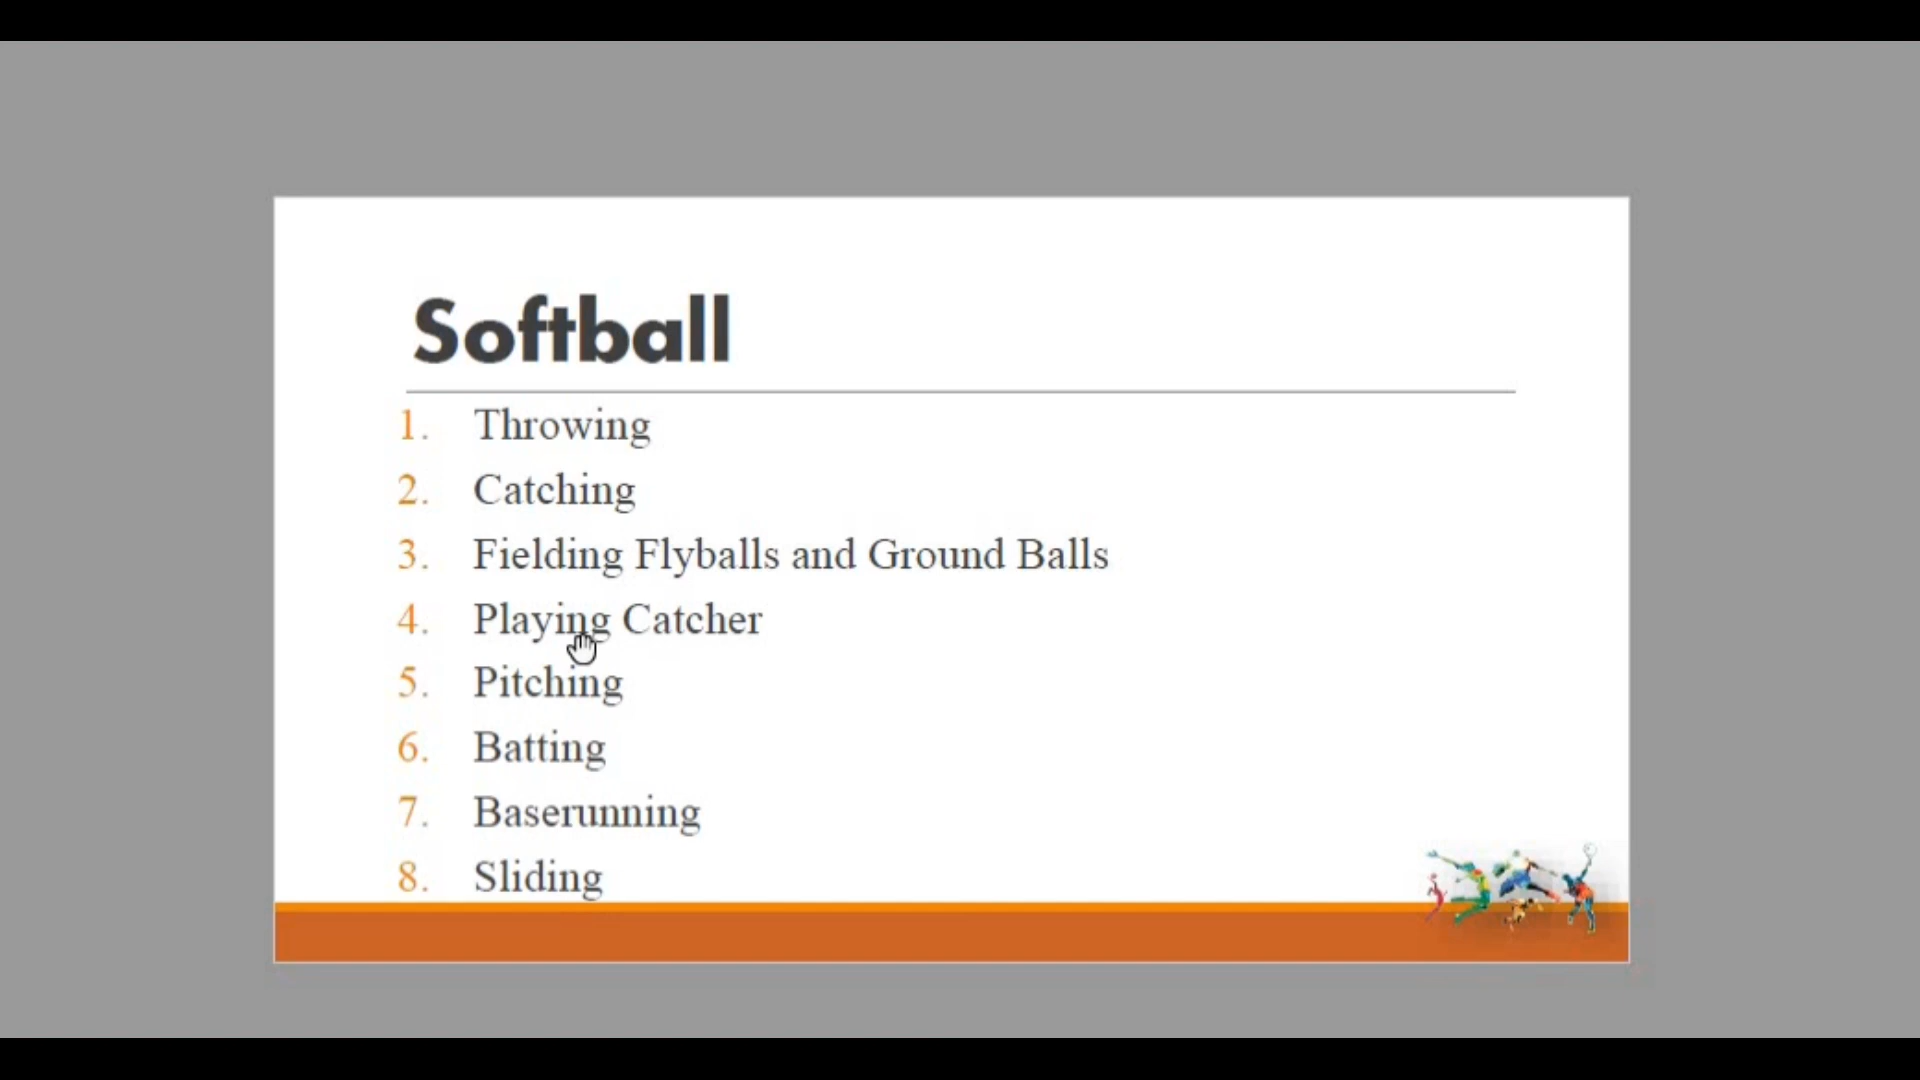 Softball
1. Throwing
2. Catching
3. Fielding Flyballs and Ground Balls
4. Playing Catcher
5. Pitching
6. Batting
7. Baserunning
8. Sliding